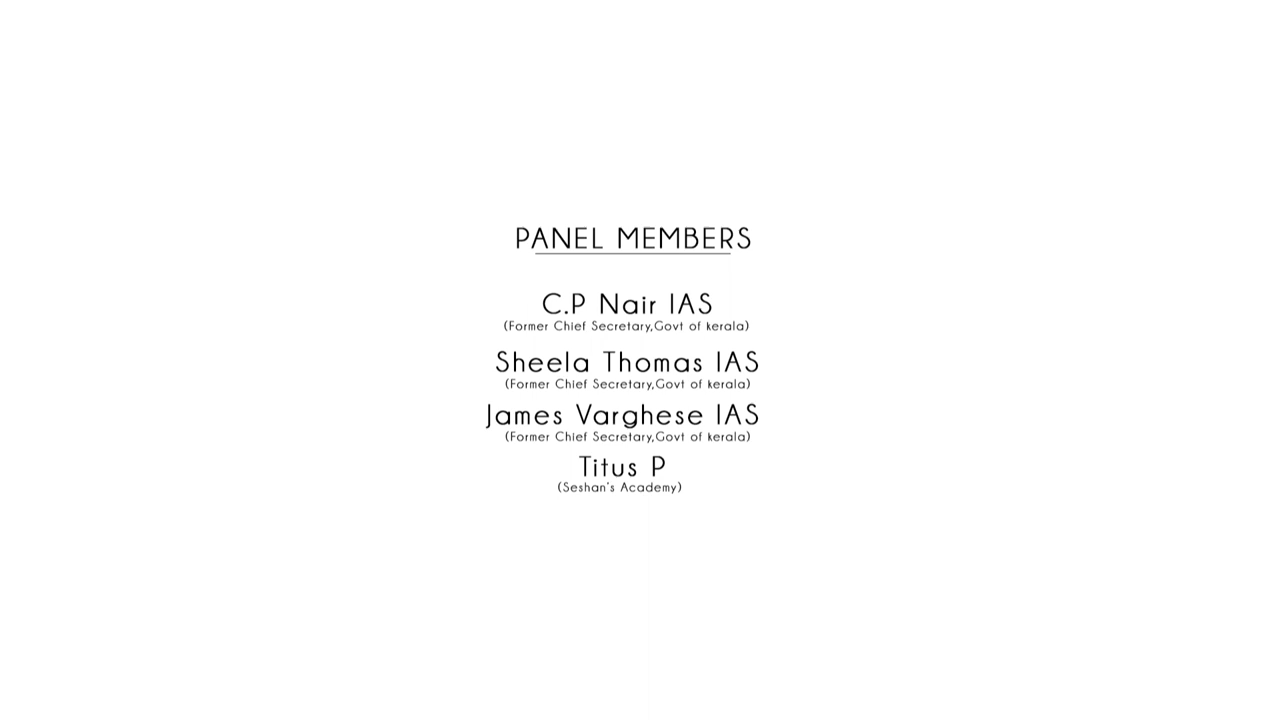 PANEL MEMBERS
C.P Nair IAS
(Former Chief Secretary,Govt of kerala)
Sheela Thomas IAS
(Former Chief Secretary,Govt of kerala)
James Varghese IAS
(Former Chief Secretary,Govt of kerala)
Titus P
(Seshan's Academy)